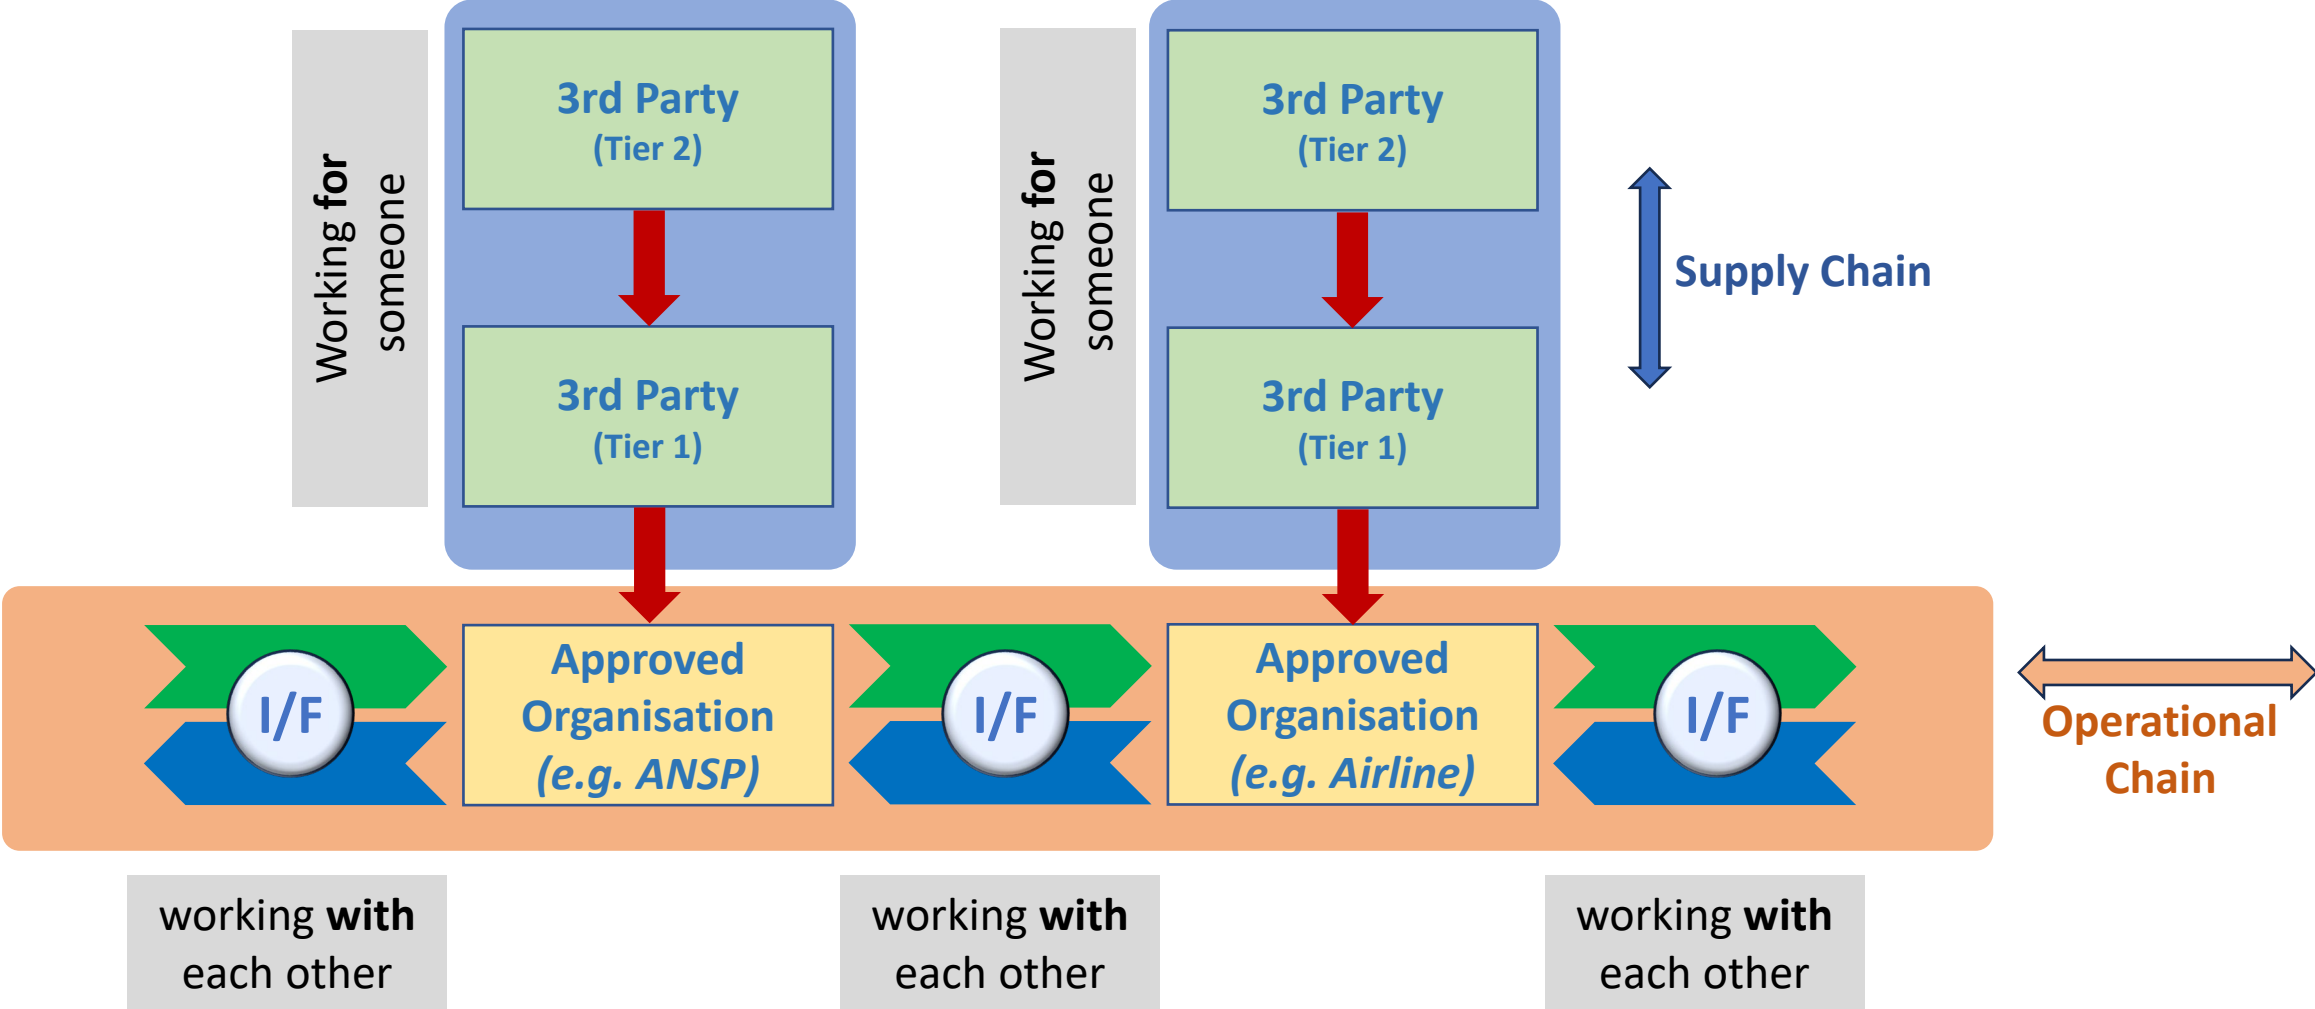 Working for
someone
3rd Party
(Tier 2)
3rd Party
(Tier 1)
Working for
someone
3rd Party
(Tier 2)
3rd Party
(Tier 1)
Supply Chain
I/F
Approved
Organisation
(e.g. ANSP)
I/F
Approved
Organisation
(e.g. Airline)
I/F
Operational
Chain
working with
each other
working with
each other
working with
each other